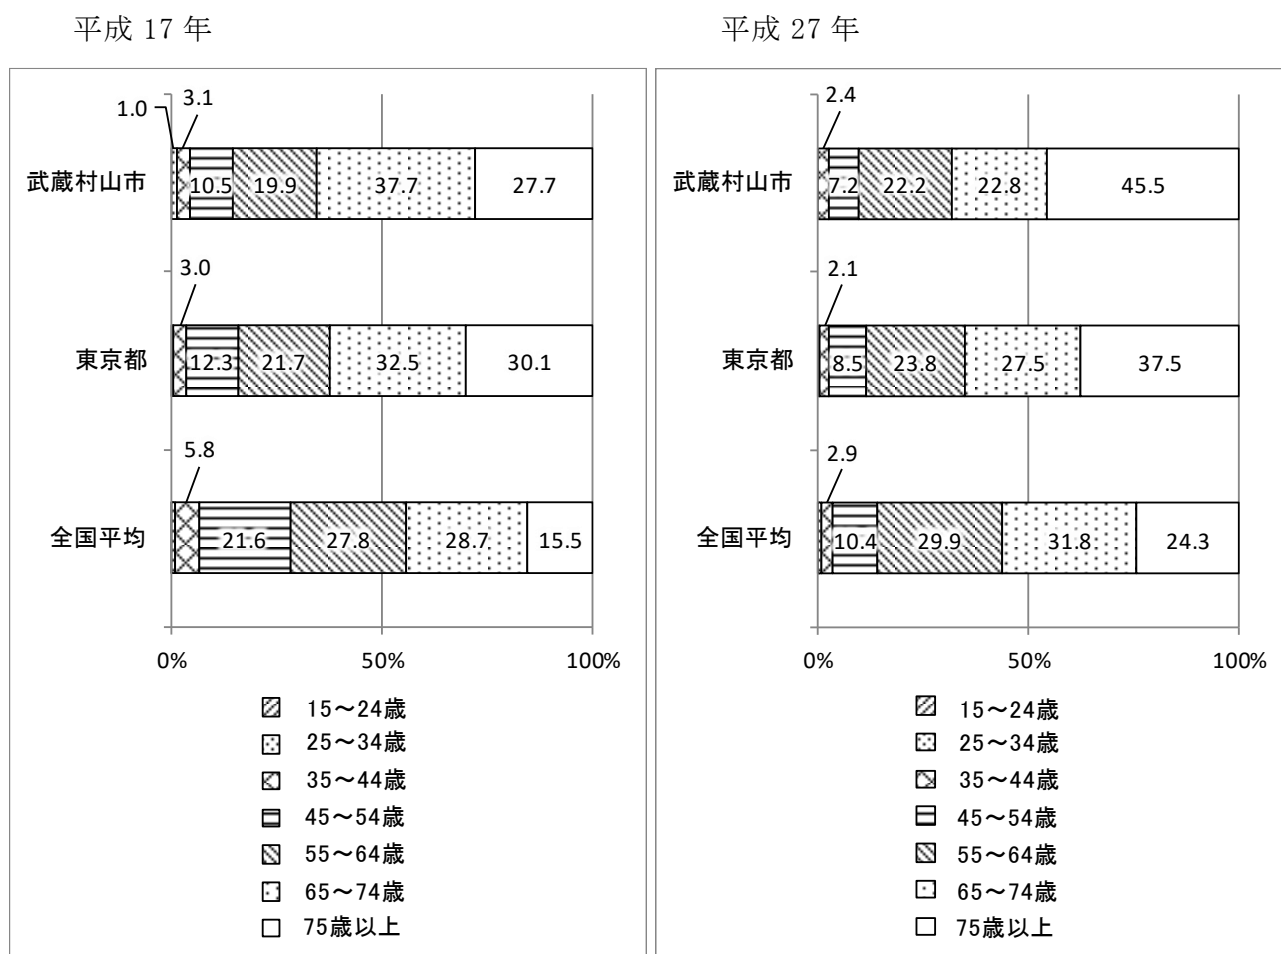 平成 17 年
1.0
3.1
武蔵村山市
10.5 19.9 37.7 27.7
3.0
東京都
12.3 21.7 32.5 30.1
5.8
全国平均
21.6 27.8 28.7 15.5
0% 50% 100%
15～24歳
25～34歳
35～44歳
45～54歳
55～64歳
65～74歳
75歳以上
平成 27 年
2.4
武蔵村山市
7.2 22.2 22.8 45.5
2.1
東京都
8.5 23.8 27.5 37.5
2.9
全国平均
10.4 29.9 31.8 24.3
0% 50% 100%
15～24歳
25～34歳
35～44歳
45～54歳
55～64歳
65～74歳
75歳以上